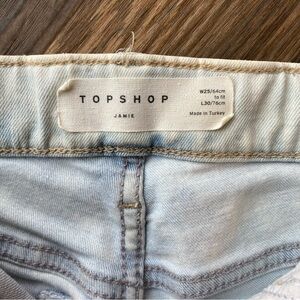 TOPSHOP
JAMIE
W25/64cm
to fit
L30/76cm
Made in Turkey